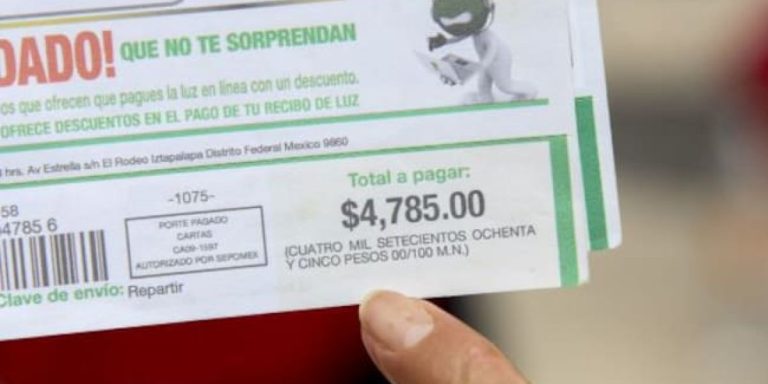 DADO! QUE NO TE SORPRENDAN
os que ofrecen que pagues la luz en línea con un descuento.
OFRECE DESCUENTOS EN EL PAGO DE TU RECIBO DE LUZ
hrs. Av Estrella s/n El Rodeo Iztapalapa Distrito Federal Mexico 9860
Total a pagar:
$4,785.00
(CUATRO MIL SETECIENTOS OCHENTA
Y CINCO PESOS 00/100 M.N.)
58
4785 6
-1075-
PORTE PAGADO
CARTAS
CA09-1597
AUTORIZADO POR SEPOMEX
Clave de envío: Repartir